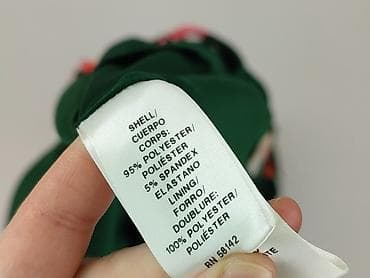 SHELL/
CUERPO
CORPS:
95% POLYESTER/
POLIÉSTER
5% SPANDEX
ELASTANO
LINING/
FORRO/
DOUBLURE:
100% POLYESTER/
POLIÉSTER
RN 58142